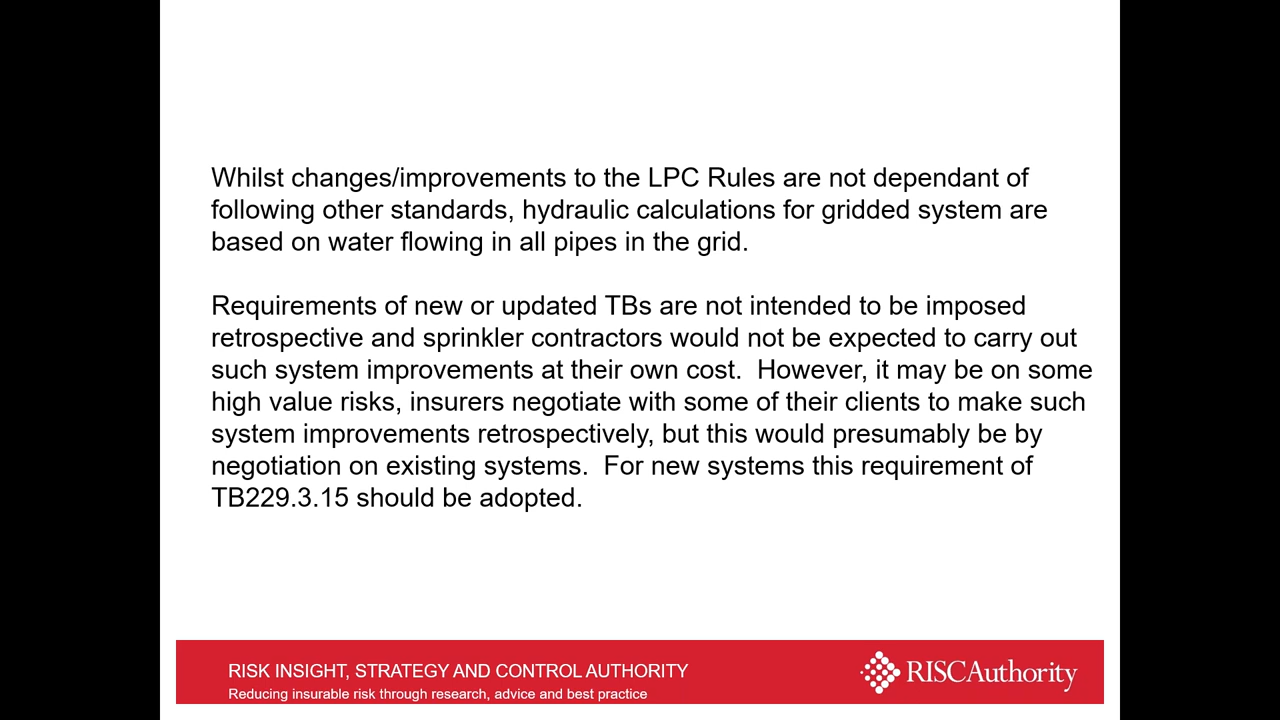 Whilst changes/improvements to the LPC Rules are not dependant of
following other standards, hydraulic calculations for gridded system are
based on water flowing in all pipes in the grid.
Requirements of new or updated TBs are not intended to be imposed
retrospective and sprinkler contractors would not be expected to carry out
such system improvements at their own cost.  However, it may be on some
high value risks, insurers negotiate with some of their clients to make such
system improvements retrospectively, but this would presumably be by
negotiation on existing systems.  For new systems this requirement of
TB229.3.15 should be adopted.
RISK INSIGHT, STRATEGY AND CONTROL AUTHORITY
Reducing insurable risk through research, advice and best practice
RISCAuthority